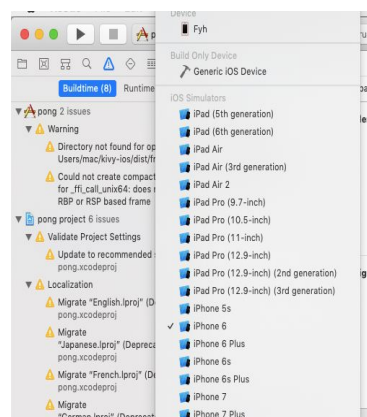 Device
Fyh
Build Only Device
Generic iOS Device
iOS Simulators
iPad (5th generation)
iPad (6th generation)
iPad Air
iPad Air (3rd generation)
iPad Air 2
iPad Pro (9.7-inch)
iPad Pro (10.5-inch)
iPad Pro (11-inch)
iPad Pro (12.9-inch)
iPad Pro (12.9-inch) (2nd generation)
iPad Pro (12.9-inch) (3rd generation)
iPhone 5s
✓ iPhone 6
iPhone 6 Plus
iPhone 6s
iPhone 6s Plus
iPhone 7
iPhone 7 Plus
Buildtime (8) Runtime
pong 2 issues
Warning
Directory not found for op
Users/mac/kivy-ios/dist/fr
Could not create compact
for _ffi_call_unix64: does
RBP or RSP based frame
pong project 6 issues
Validate Project Settings
Update to recommended
pong.xcodeproj
Localization
Migrate "English.lproj" (D
pong.xcodeproj
Migrate
"Japanese.lproj" (Depreca
pong.xcodeproj
Migrate "French.lproj" (De
pong.xcodeproj
Migrate
"German.lproj" (Deprecat